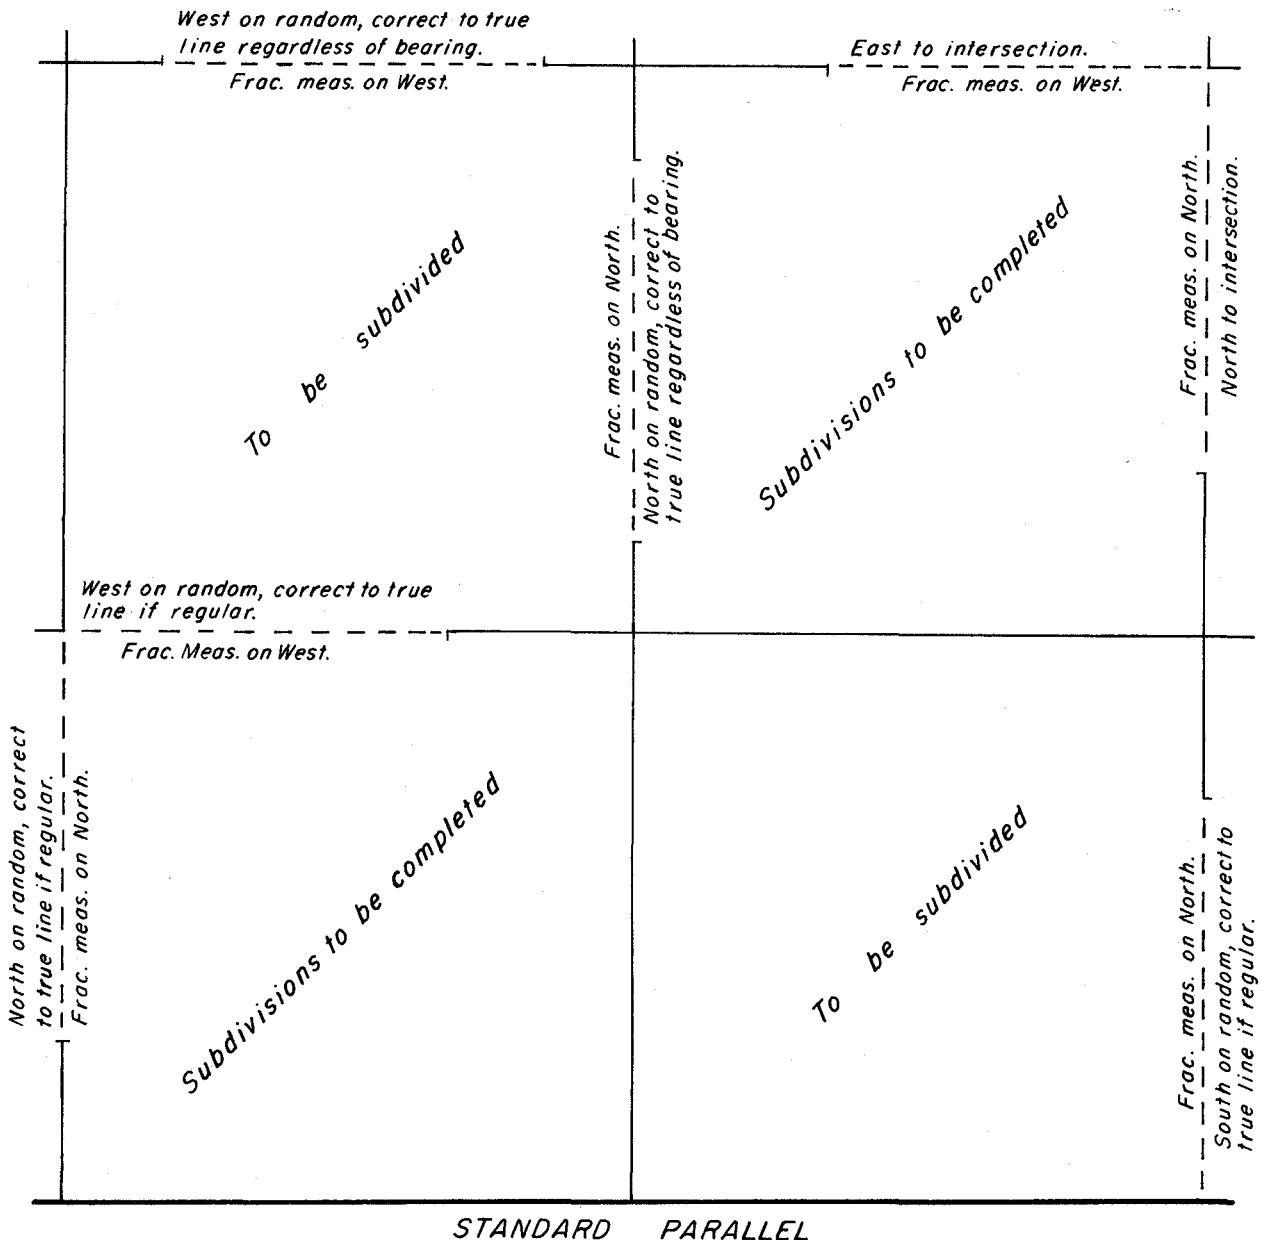 West on random, correct to true
line regardless of bearing.
Frac. meas. on West.
East to intersection.
Frac. meas. on West.
To be subdivided
Frac. meas. on North.
North on random, correct to
true line regardless of bearing.
Subdivisions to be completed
Frac. meas. on North.
North to intersection.
West on random, correct to true
line if regular.
Frac. Meas. on West.
North on random, correct
to true line if regular.
Frac. meas. on North.
Subdivisions to be completed
To be subdivided
Frac. meas. on North.
South on random, correct to
true line if regular.
STANDARD PARALLEL